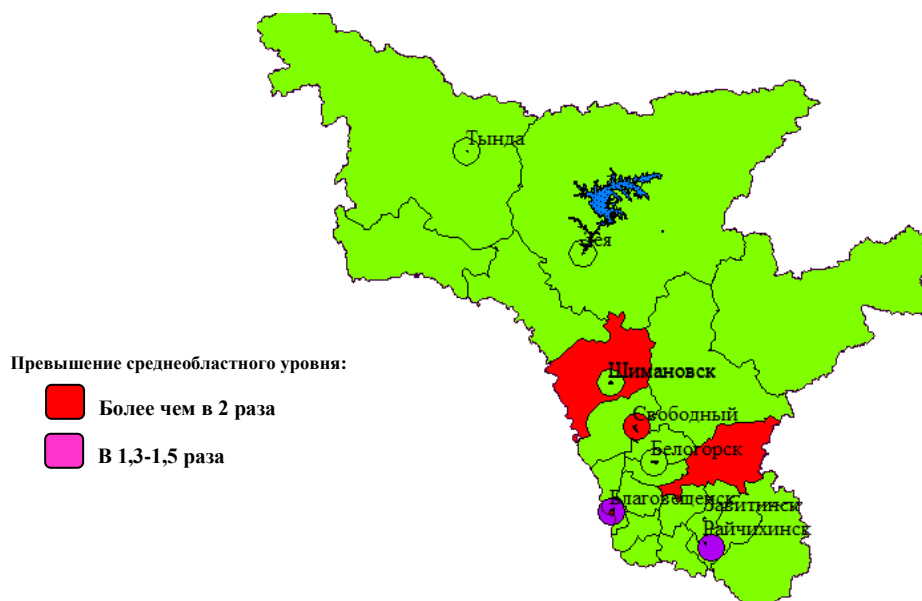 Тында
Зея
Превышение среднеобластного уровня:
Шимановск
Более чем в 2 раза
Свободный
В 1,3-1,5 раза
Белогорск
Благовещенск
Завитинск
Райчихинск